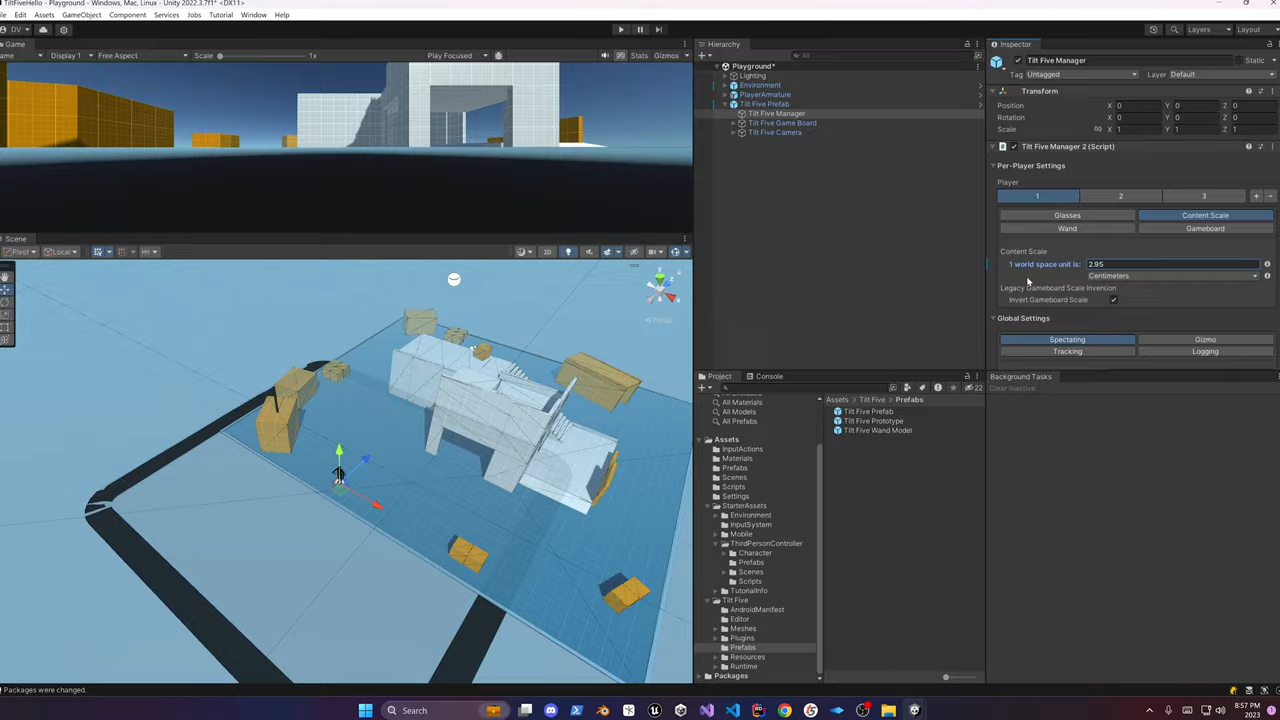 TiltFiveHello - Playground - Windows, Mac, Linux - Unity 2022.3.7f1* <DX11>
Edit Assets GameObject Component Services Jobs Tutorial Window Help
DV
Layers Layout
Game
Display 1 Free Aspect Scale 1x Play Focused Stats Gizmos
Scene
Pivot Local 2D
y
Persp
Hierarchy
All
Playground*
Lighting
Environment
PlayerArmature
Tilt Five Prefab
Tilt Five Manager
Tilt Five Game Board
Tilt Five Camera
Project Console
22
All Materials
All Models
All Prefabs
Assets
InputActions
Materials
Prefabs
Scenes
Scripts
Settings
StarterAssets
Environment
InputSystem
Mobile
ThirdPersonController
Character
Prefabs
Scenes
Scripts
TutorialInfo
Tilt Five
AndroidManifest
Editor
Meshes
Plugins
Prefabs
Resources
Runtime
Packages
Assets > Tilt Five > Prefabs
Tilt Five Prefab
Tilt Five Prototype
Tilt Five Wand Model
Inspector
Tilt Five Manager Static
Tag Untagged Layer Default
Transform
Position X 0 Y 0 Z 0
Rotation X 0 Y 0 Z 0
Scale X 1 Y 1 Z 1
Tilt Five Manager 2 (Script)
Per-Player Settings
Player
1 2 3 + -
Glasses Content Scale
Wand Gameboard
Content Scale
1 world space unit is: 2.95
Centimeters
Legacy Gameboard Scale Inversion
Invert Gameboard Scale
Global Settings
Spectating Gizmo
Tracking Logging
Background Tasks
Clear inactive
Packages were changed.
Search
8:57 PM
2023